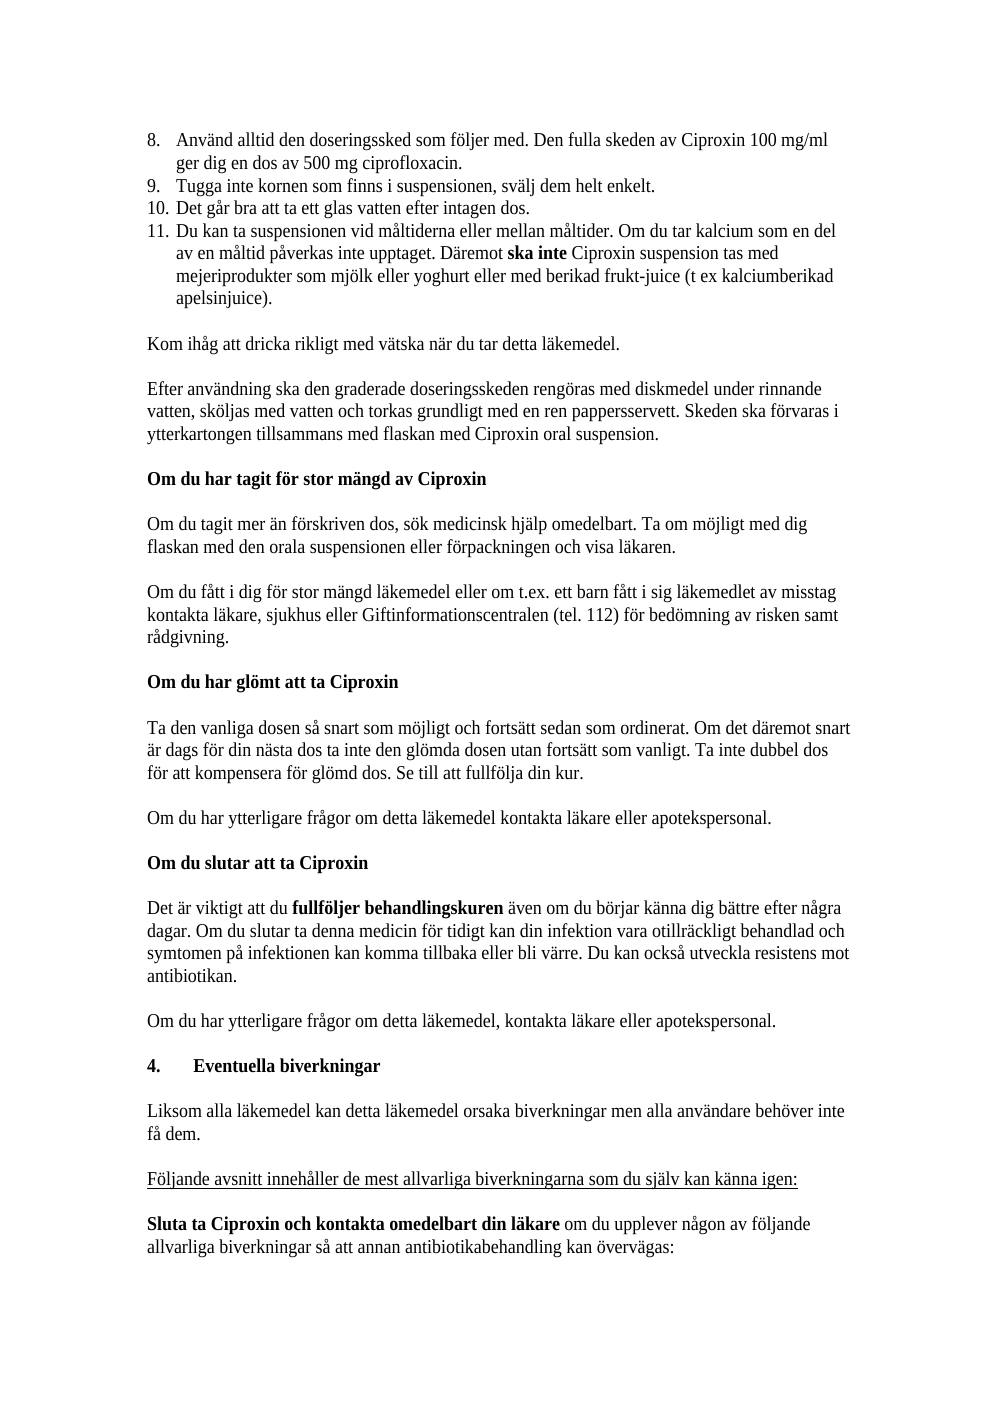 8. Använd alltid den doseringssked som följer med. Den fulla skeden av Ciproxin 100 mg/ml
ger dig en dos av 500 mg ciprofloxacin.
9. Tugga inte kornen som finns i suspensionen, svälj dem helt enkelt.
10. Det går bra att ta ett glas vatten efter intagen dos.
11. Du kan ta suspensionen vid måltiderna eller mellan måltider. Om du tar kalcium som en del
av en måltid påverkas inte upptaget. Däremot ska inte Ciproxin suspension tas med
mejeriprodukter som mjölk eller yoghurt eller med berikad frukt-juice (t ex kalciumberikad
apelsinjuice).
Kom ihåg att dricka rikligt med vätska när du tar detta läkemedel.
Efter användning ska den graderade doseringsskeden rengöras med diskmedel under rinnande
vatten, sköljas med vatten och torkas grundligt med en ren pappersservett. Skeden ska förvaras i
ytterkartongen tillsammans med flaskan med Ciproxin oral suspension.
Om du har tagit för stor mängd av Ciproxin
Om du tagit mer än förskriven dos, sök medicinsk hjälp omedelbart. Ta om möjligt med dig
flaskan med den orala suspensionen eller förpackningen och visa läkaren.
Om du fått i dig för stor mängd läkemedel eller om t.ex. ett barn fått i sig läkemedlet av misstag
kontakta läkare, sjukhus eller Giftinformationscentralen (tel. 112) för bedömning av risken samt
rådgivning.
Om du har glömt att ta Ciproxin
Ta den vanliga dosen så snart som möjligt och fortsätt sedan som ordinerat. Om det däremot snart
är dags för din nästa dos ta inte den glömda dosen utan fortsätt som vanligt. Ta inte dubbel dos
för att kompensera för glömd dos. Se till att fullfölja din kur.
Om du har ytterligare frågor om detta läkemedel kontakta läkare eller apotekspersonal.
Om du slutar att ta Ciproxin
Det är viktigt att du fullföljer behandlingskuren även om du börjar känna dig bättre efter några
dagar. Om du slutar ta denna medicin för tidigt kan din infektion vara otillräckligt behandlad och
symtomen på infektionen kan komma tillbaka eller bli värre. Du kan också utveckla resistens mot
antibiotikan.
Om du har ytterligare frågor om detta läkemedel, kontakta läkare eller apotekspersonal.
4. Eventuella biverkningar
Liksom alla läkemedel kan detta läkemedel orsaka biverkningar men alla användare behöver inte
få dem.
Följande avsnitt innehåller de mest allvarliga biverkningarna som du själv kan känna igen:
Sluta ta Ciproxin och kontakta omedelbart din läkare om du upplever någon av följande
allvarliga biverkningar så att annan antibiotikabehandling kan övervägas: